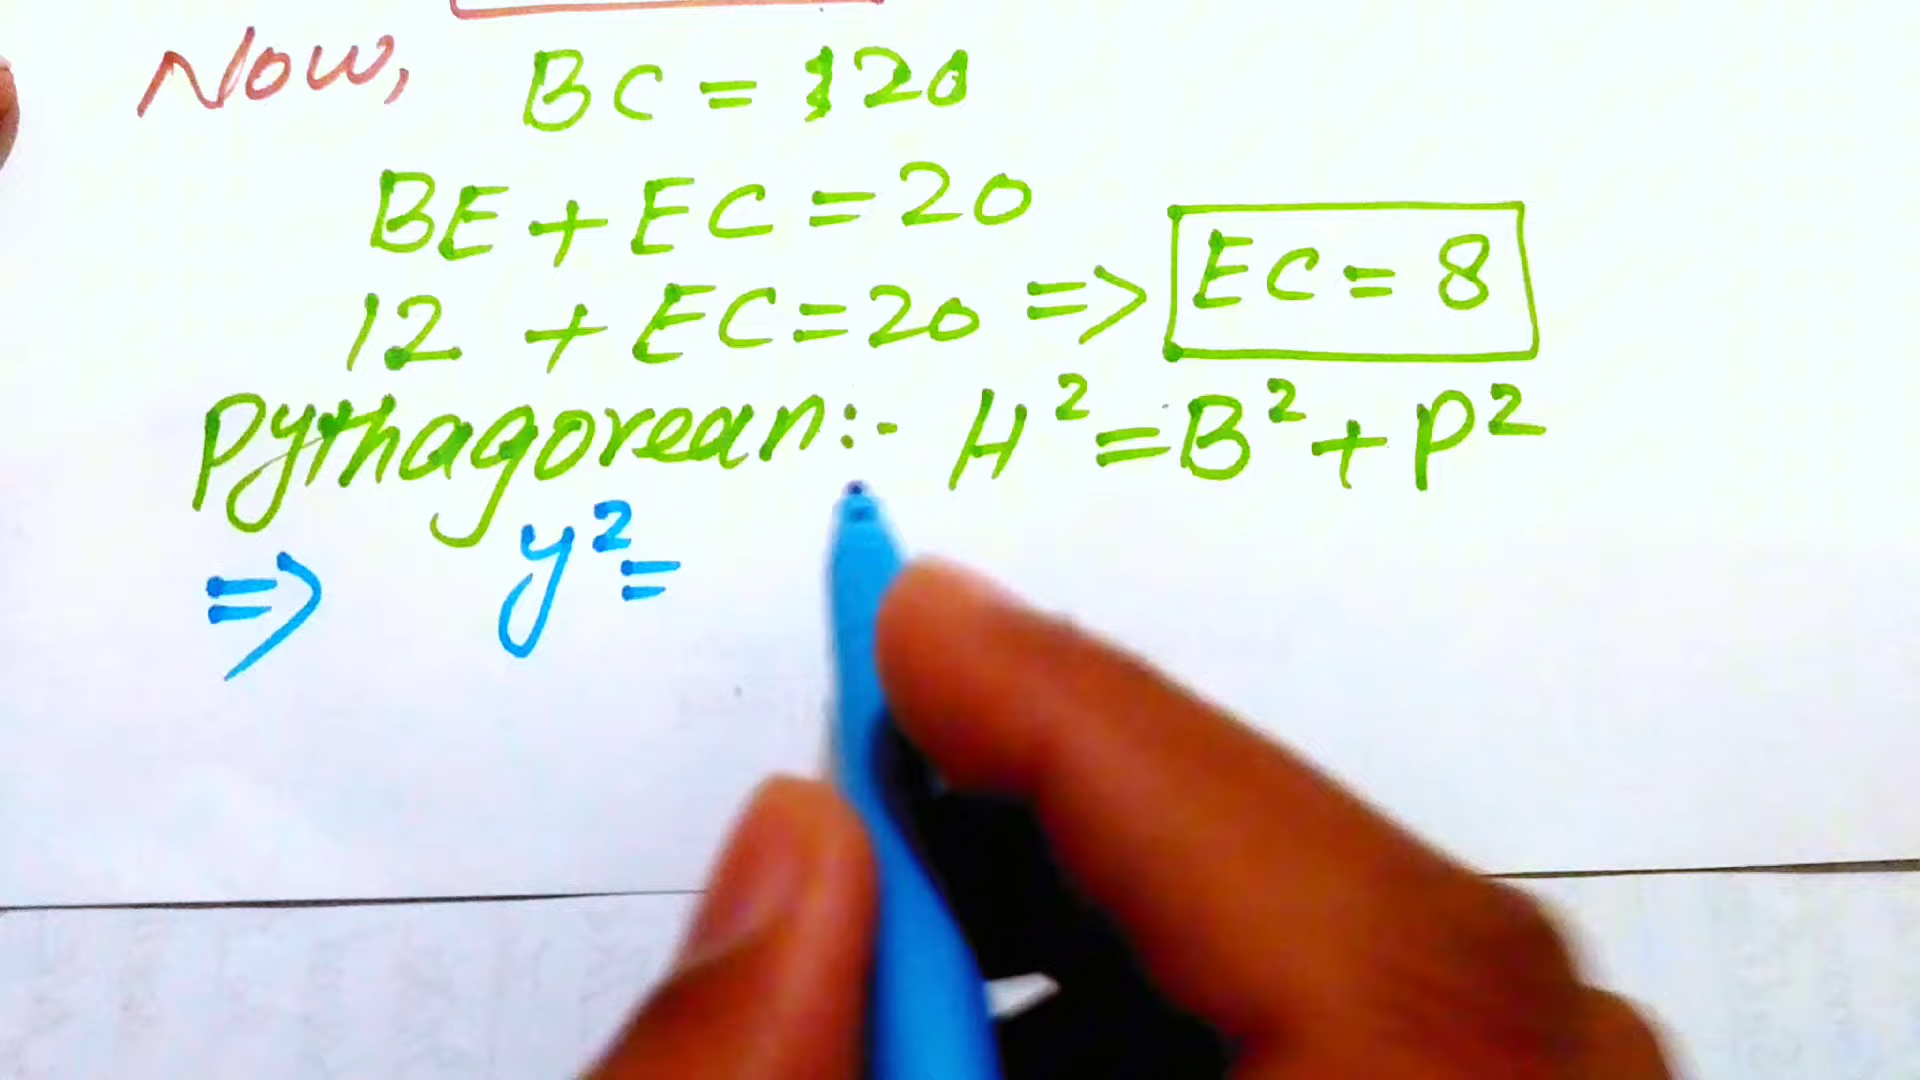 Now, BC = 20
BE + EC = 20
12 + EC = 20 => EC = 8
Pythagorean:- H² = B² + P²
=> y² =